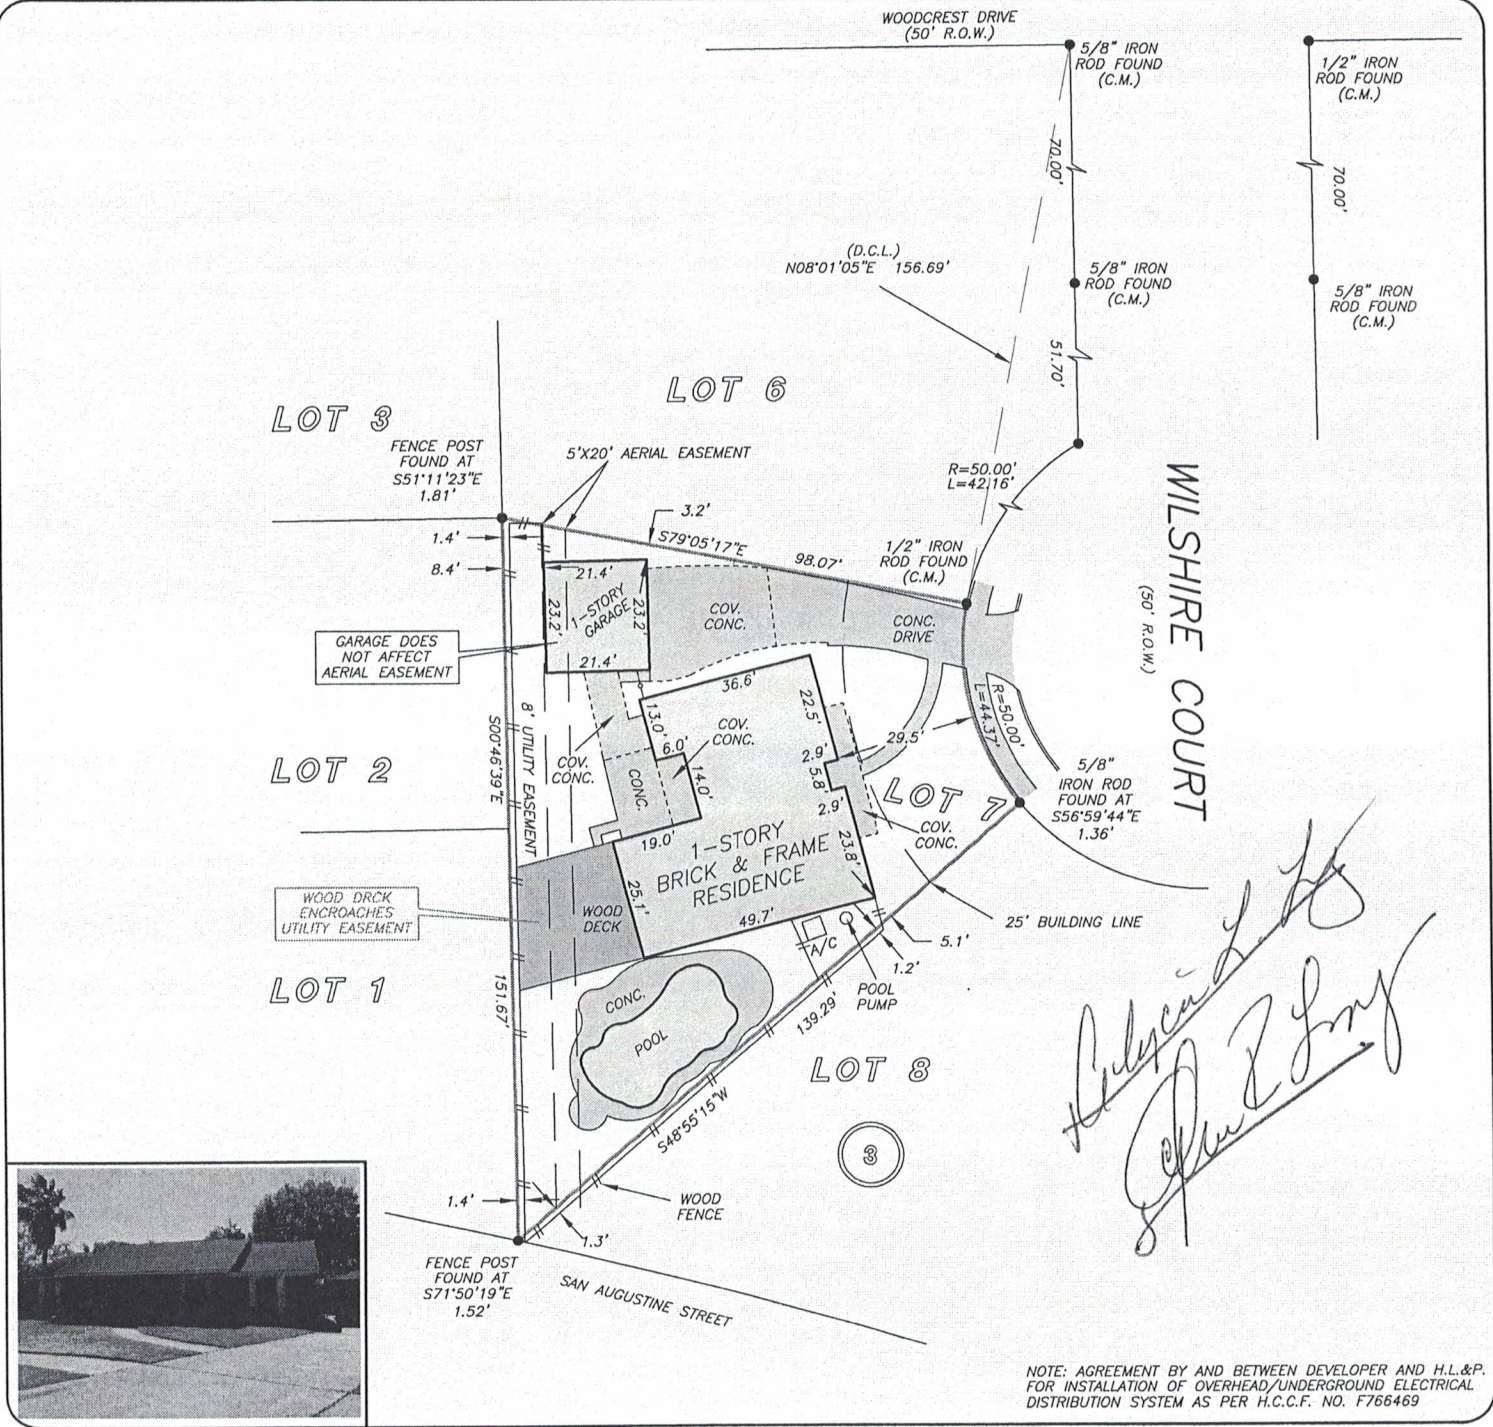 WOODCREST DRIVE
(50' R.O.W.)
5/8" IRON
ROD FOUND
(C.M.)
1/2" IRON
ROD FOUND
(C.M.)
70.00'
70.00'
(D.C.L.)
N08°01'05"E 156.69'
5/8" IRON
ROD FOUND
(C.M.)
5/8" IRON
ROD FOUND
(C.M.)
51.70'
LOT 6
LOT 3
FENCE POST
FOUND AT
S51°11'23"E
1.81'
5'X20' AERIAL EASEMENT
R=50.00'
L=42.16'
WILSHIRE COURT
(50' R.O.W.)
3.2'
S79°05'17"E
98.07'
1/2" IRON
ROD FOUND
(C.M.)
1.4'
8.4'
21.4'
23.2'
1-STORY
GARAGE
23.2'
21.4'
COV.
CONC.
CONC.
DRIVE
GARAGE DOES
NOT AFFECT
AERIAL EASEMENT
36.6'
22.5'
13.0'
COV.
CONC.
6.0'
14.0'
COV.
CONC.
CONC.
2.9'
5.8'
2.9'
29.5'
R=50.00'
L=44.37'
S00°46'39"E
8' UTILITY EASEMENT
LOT 2
LOT 7
5/8"
IRON ROD
FOUND AT
S56°59'44"E
1.36'
COV.
CONC.
19.0'
1-STORY
BRICK & FRAME
RESIDENCE
23.8'
25.1'
49.7'
WOOD DRCK
ENCROACHES
UTILITY EASEMENT
WOOD
DECK
25' BUILDING LINE
A/C
5.1'
1.2'
POOL
PUMP
LOT 1
151.67'
CONC.
POOL
139.29'
S48°55'15"W
LOT 8
3
1.4'
1.3'
WOOD
FENCE
FENCE POST
FOUND AT
S71°50'19"E
1.52'
SAN AUGUSTINE STREET
NOTE: AGREEMENT BY AND BETWEEN DEVELOPER AND H.L.&P.
FOR INSTALLATION OF OVERHEAD/UNDERGROUND ELECTRICAL
DISTRIBUTION SYSTEM AS PER H.C.C.F. NO. F766469